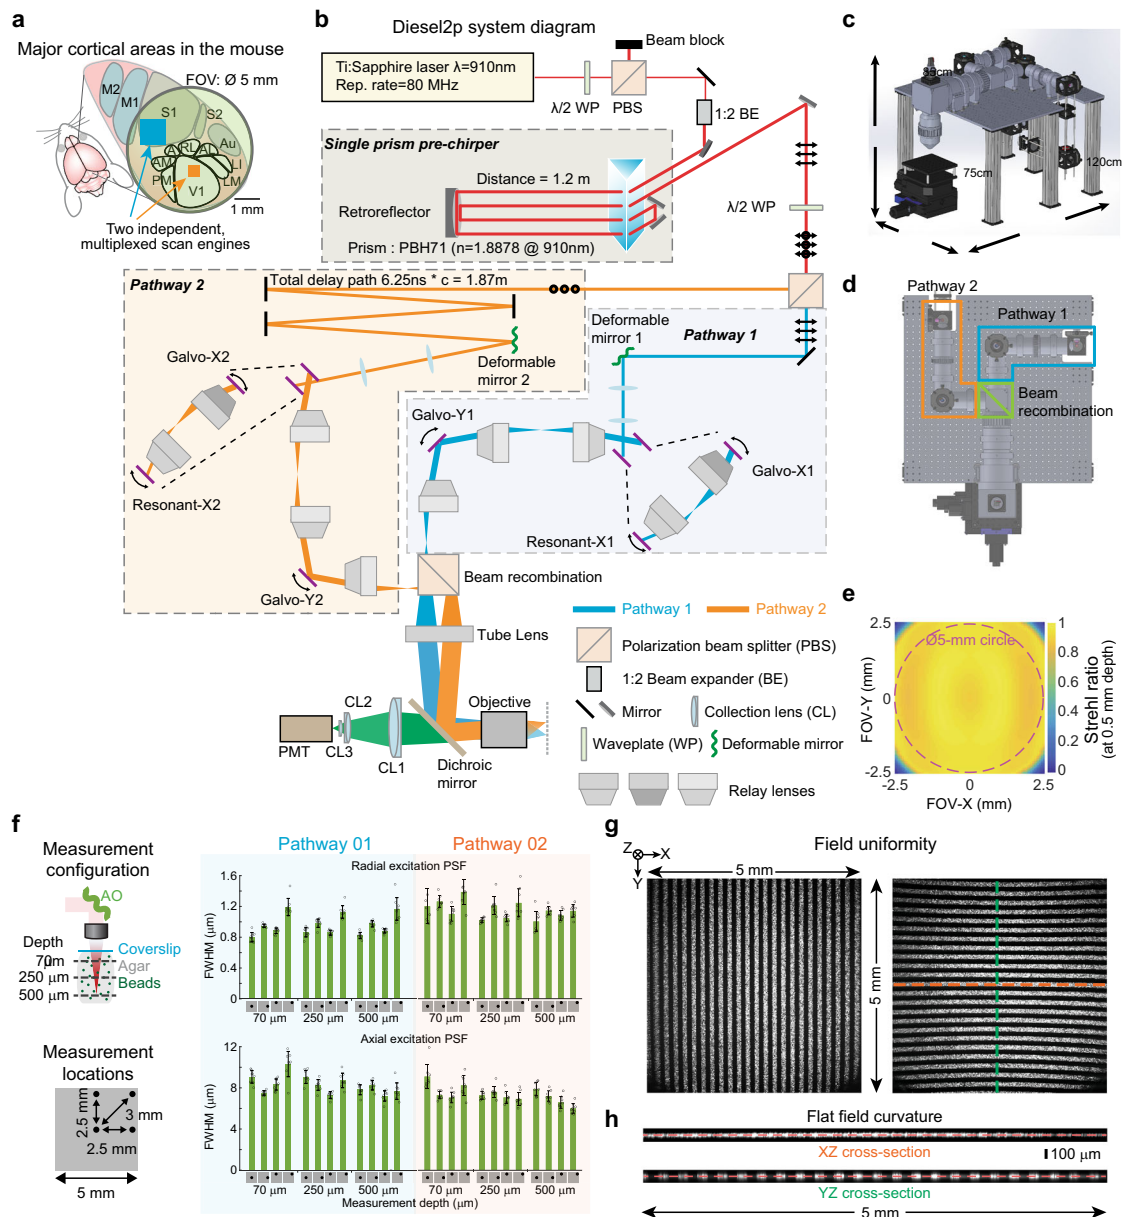 a
Major cortical areas in the mouse
FOV: Ø 5 mm
M2
M1
S1
S2
A
RL
AL
Au
AM
PM
LI
LM
V1
1 mm
Two independent,
multiplexed scan engines
b
Diesel2p system diagram
Ti:Sapphire laser λ=910nm
Rep. rate=80 MHz
Beam block
λ/2 WP
PBS
1:2 BE
Single prism pre-chirper
Distance = 1.2 m
Retroreflector
Prism : PBH71 (n=1.8878 @ 910nm)
λ/2 WP
Pathway 2
Total delay path 6.25ns * c = 1.87m
Deformable
mirror 1
Pathway 1
Galvo-X2
Deformable
mirror 2
Galvo-Y1
Galvo-X1
Resonant-X2
Resonant-X1
Galvo-Y2
Beam recombination
Tube Lens
CL2
Objective
PMT
CL3
CL1
Dichroic
mirror
Pathway 1
Pathway 2
Polarization beam splitter (PBS)
1:2 Beam expander (BE)
Mirror
Collection lens (CL)
Waveplate (WP)
Deformable mirror
Relay lenses
c
85cm
75cm
120cm
d
Pathway 2
Pathway 1
Beam
recombination
e
2.5
0
-2.5
FOV-Y (mm)
Ø5-mm circle
-2.5
0
2.5
FOV-X (mm)
1
0.8
0.6
0.4
0.2
0
Strehl ratio
(at 0.5 mm depth)
f
Measurement
configuration
AO
Depth
70 μm
250 μm
500 μm
Coverslip
Agar
Beads
Measurement
locations
2.5 mm
3 mm
2.5 mm
5 mm
Pathway 01
Pathway 02
Radial excitation PSF
1.6
1.2
0.8
0.4
0
FWHM (μm)
70 μm
250 μm
500 μm
70 μm
250 μm
500 μm
Axial excitation PSF
12
8
4
0
FWHM (μm)
70 μm
250 μm
500 μm
70 μm
250 μm
500 μm
Measurement depth (μm)
g
Field uniformity
Z
X
Y
5 mm
5 mm
h
Flat field curvature
XZ cross-section
100 μm
YZ cross-section
5 mm